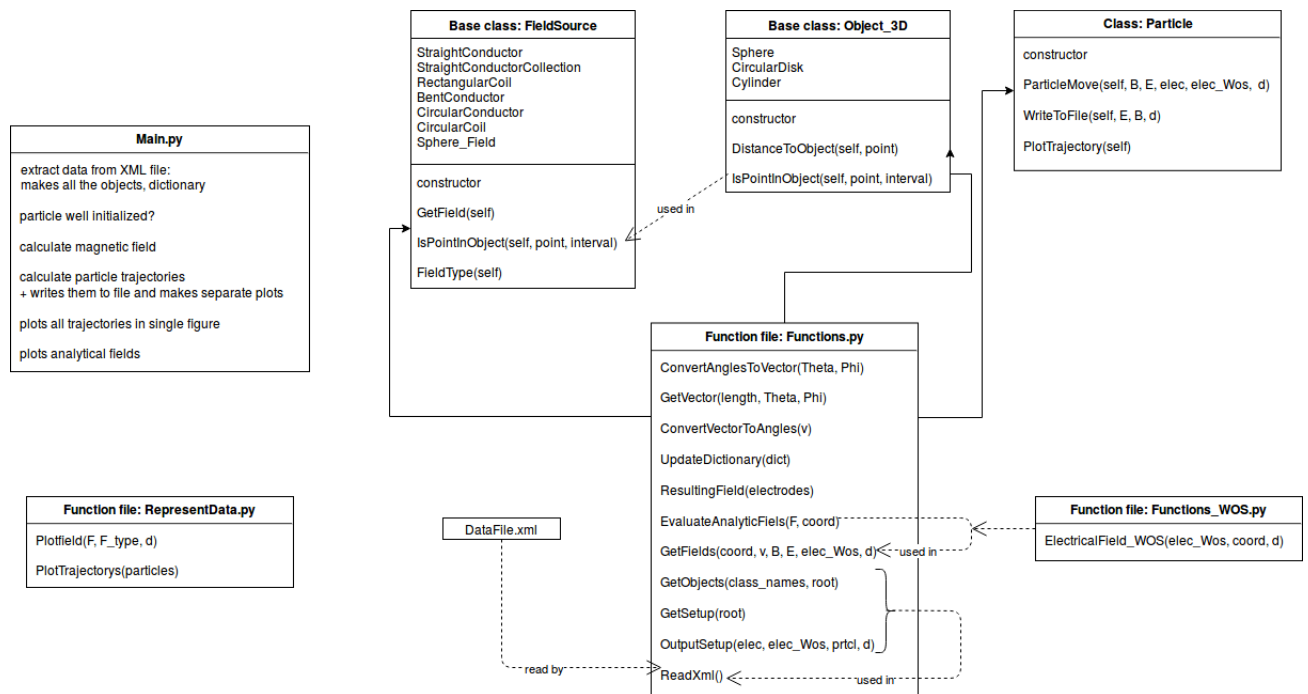 Main.py
extract data from XML file:
makes all the objects, dictionary
particle well initialized?
calculate magnetic field
calculate particle trajectories
+ writes them to file and makes separate plots
plots all trajectories in single figure
plots analytical fields
Function file: RepresentData.py
Plotfield(F, F_type, d)
PlotTrajectorys(particles)
Base class: FieldSource
StraightConductor
StraightConductorCollection
RectangularCoil
BentConductor
CircularConductor
CircularCoil
Sphere_Field
constructor
GetField(self)
IsPointInObject(self, point, interval)
FieldType(self)
used in
Base class: Object_3D
Sphere
CircularDisk
Cylinder
constructor
DistanceToObject(self, point)
IsPointInObject(self, point, interval)
Class: Particle
constructor
ParticleMove(self, B, E, elec, elec_Wos, d)
WriteToFile(self, E, B, d)
PlotTrajectory(self)
DataFile.xml
read by
Function file: Functions.py
ConvertAnglesToVector(Theta, Phi)
GetVector(length, Theta, Phi)
ConvertVectorToAngles(v)
UpdateDictionary(dict)
ResultingField(electrodes)
EvaluateAnalyticFiels(F, coord)
GetFields(coord, v, B, E, elec_Wos, d)
used in
GetObjects(class_names, root)
GetSetup(root)
OutputSetup(elec, elec_Wos, prtcl, d)
ReadXml()
used in
Function file: Functions_WOS.py
ElectricalField_WOS(elec_Wos, coord, d)